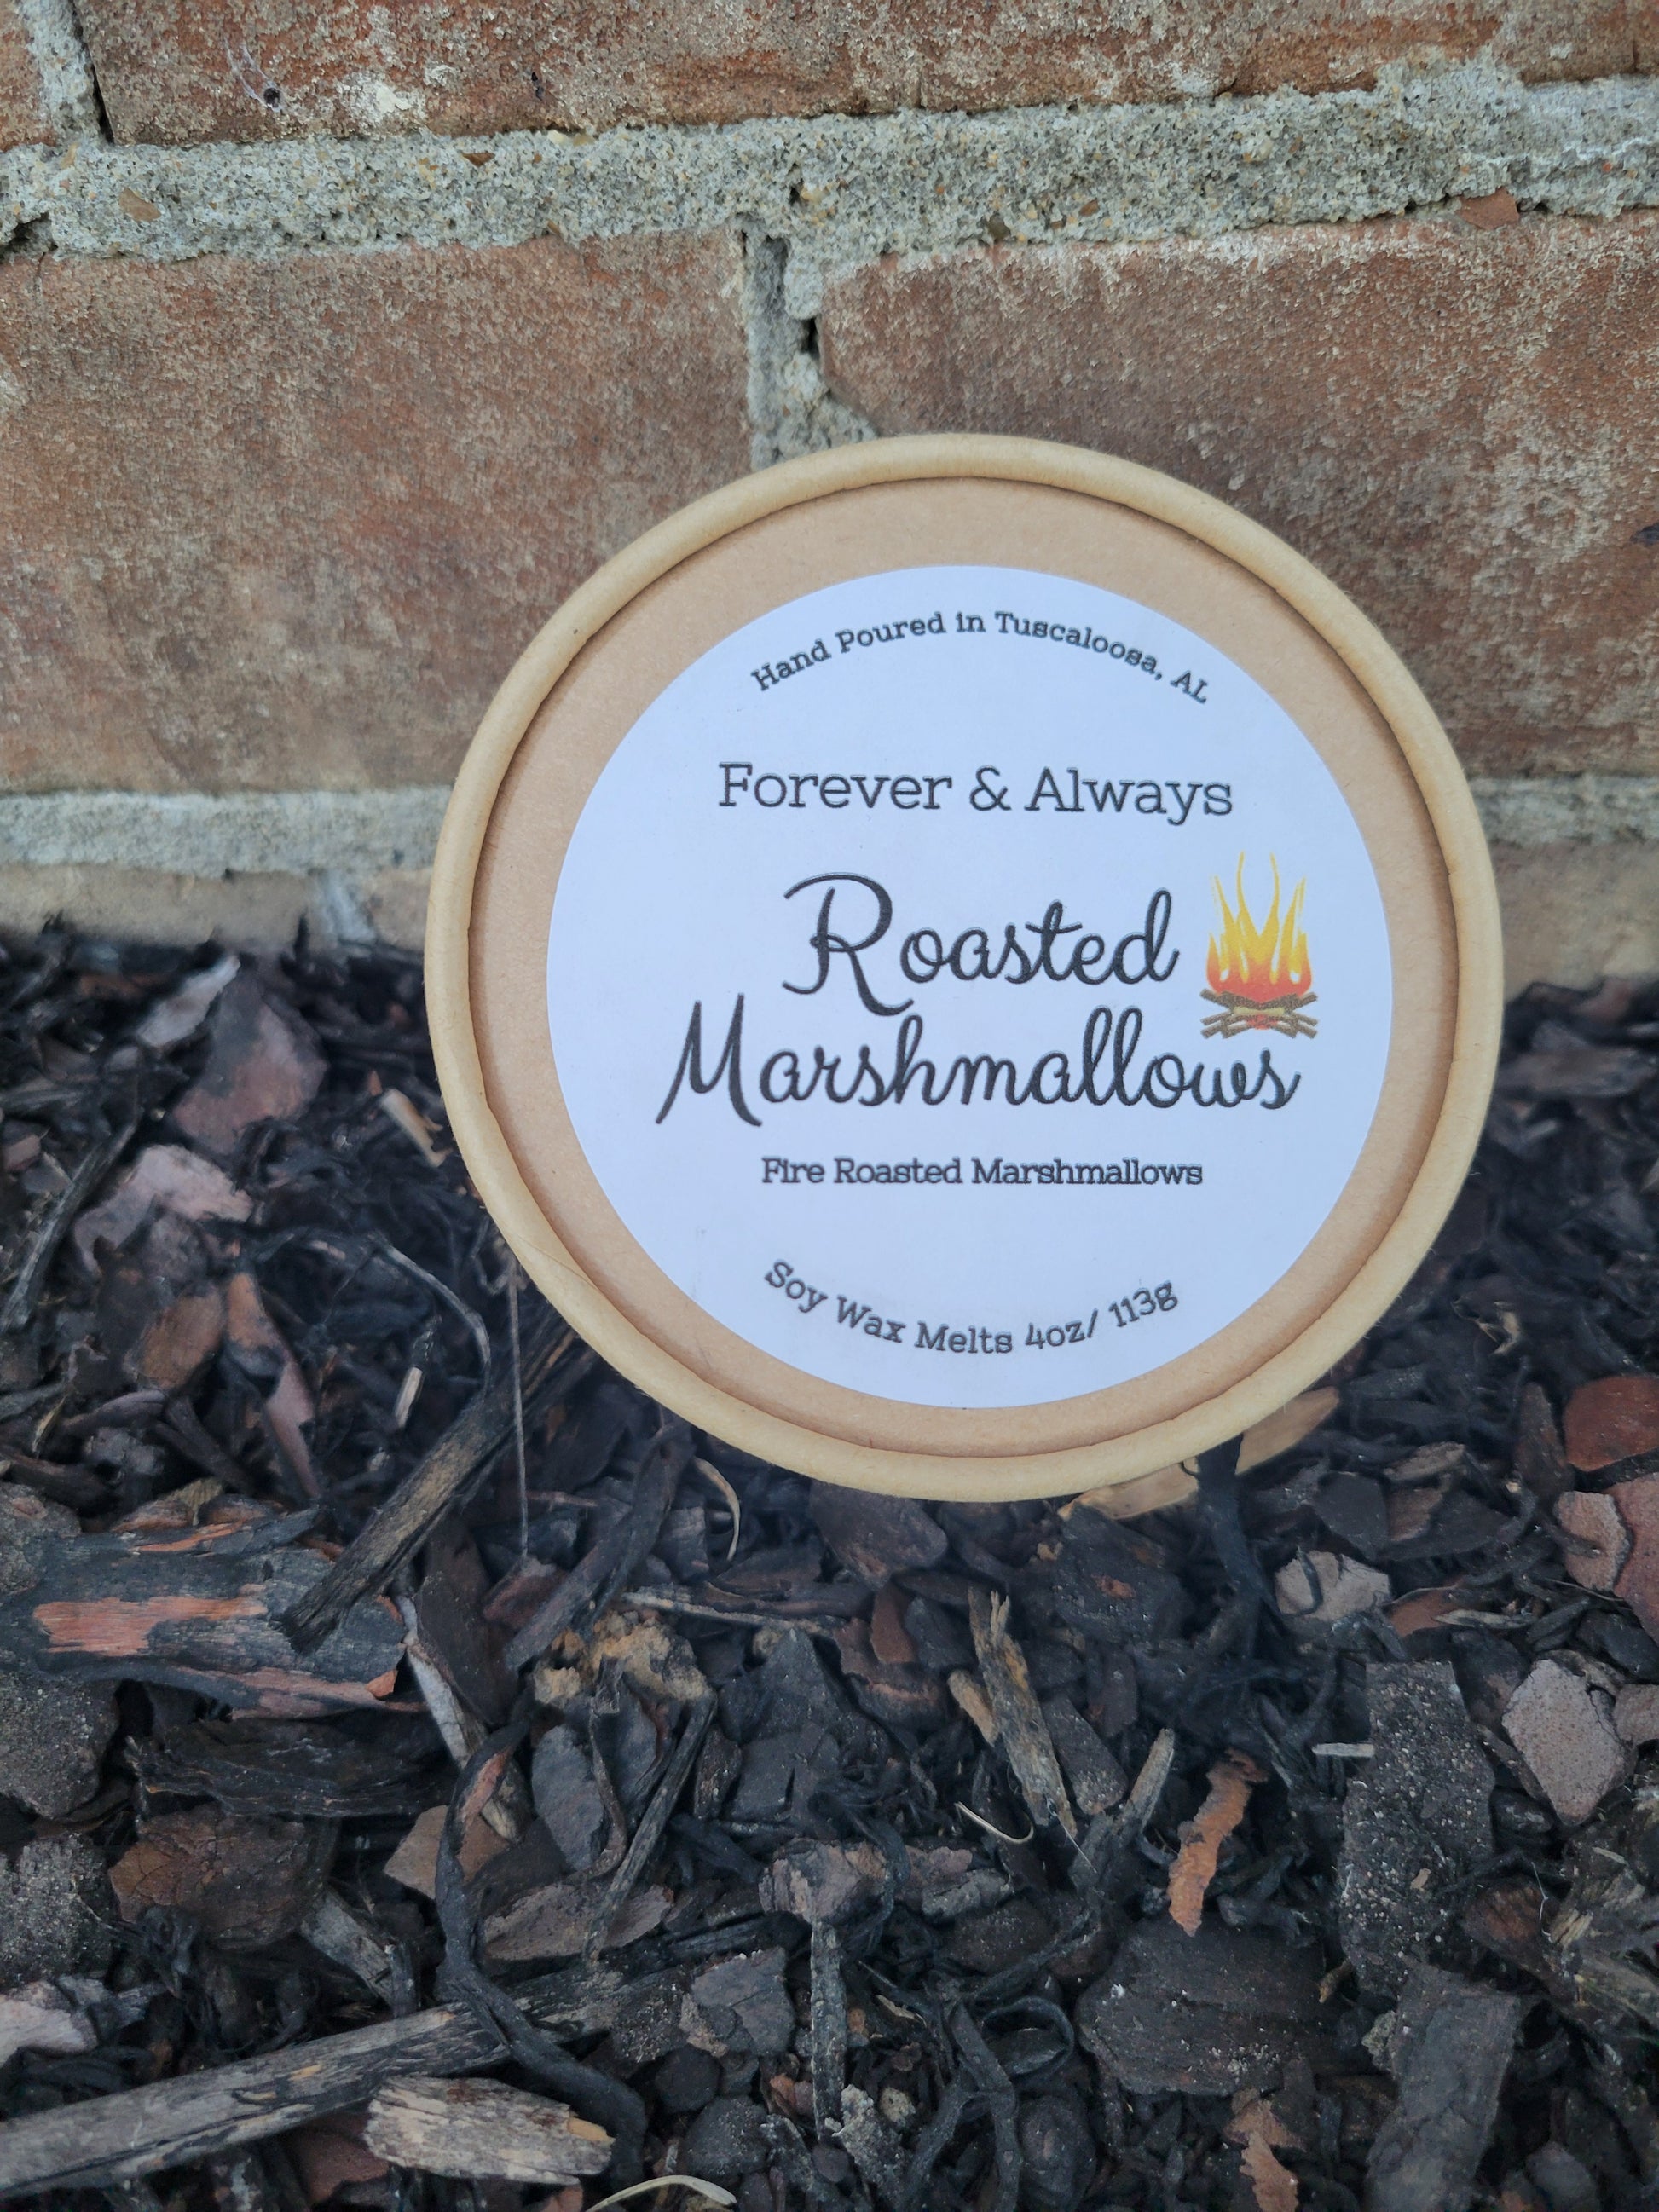 Hand Poured in Tuscaloosa, AL
Forever & Always
Roasted
Marshmallows
Fire Roasted Marshmallows
Soy Wax Melts 4oz/ 113g